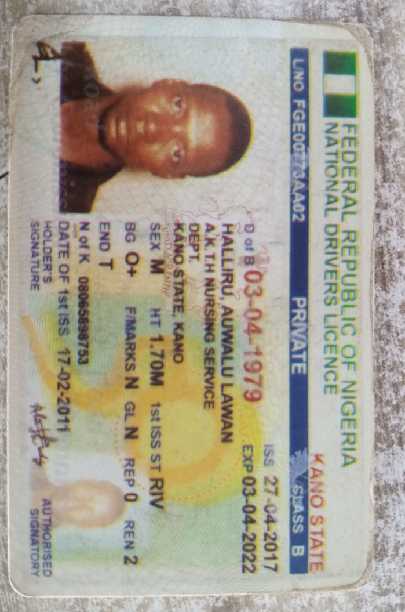 FEDERAL REPUBLIC OF NIGERIA
NATIONAL DRIVERS LICENCE
KANO STATE
L/NO FGE00773AA02 PRIVATE CLASS B
D of B 03-04-1979 ISS 27-04-2017
EXP 03-04-2022
HALLIRU, AUWALU LAWAN
A.K.T.H NURSING SERVICE
DEPT.
KANO STATE, KANO
SEX M HT 1.70M 1st ISS ST RIV
BG O+ F/MARKS N GL N REP 0 REN 2
END T
N of K 08065698753
DATE OF 1st ISS 17-02-2011
HOLDER'S
SIGNATURE
AUTHORISED
SIGNATORY